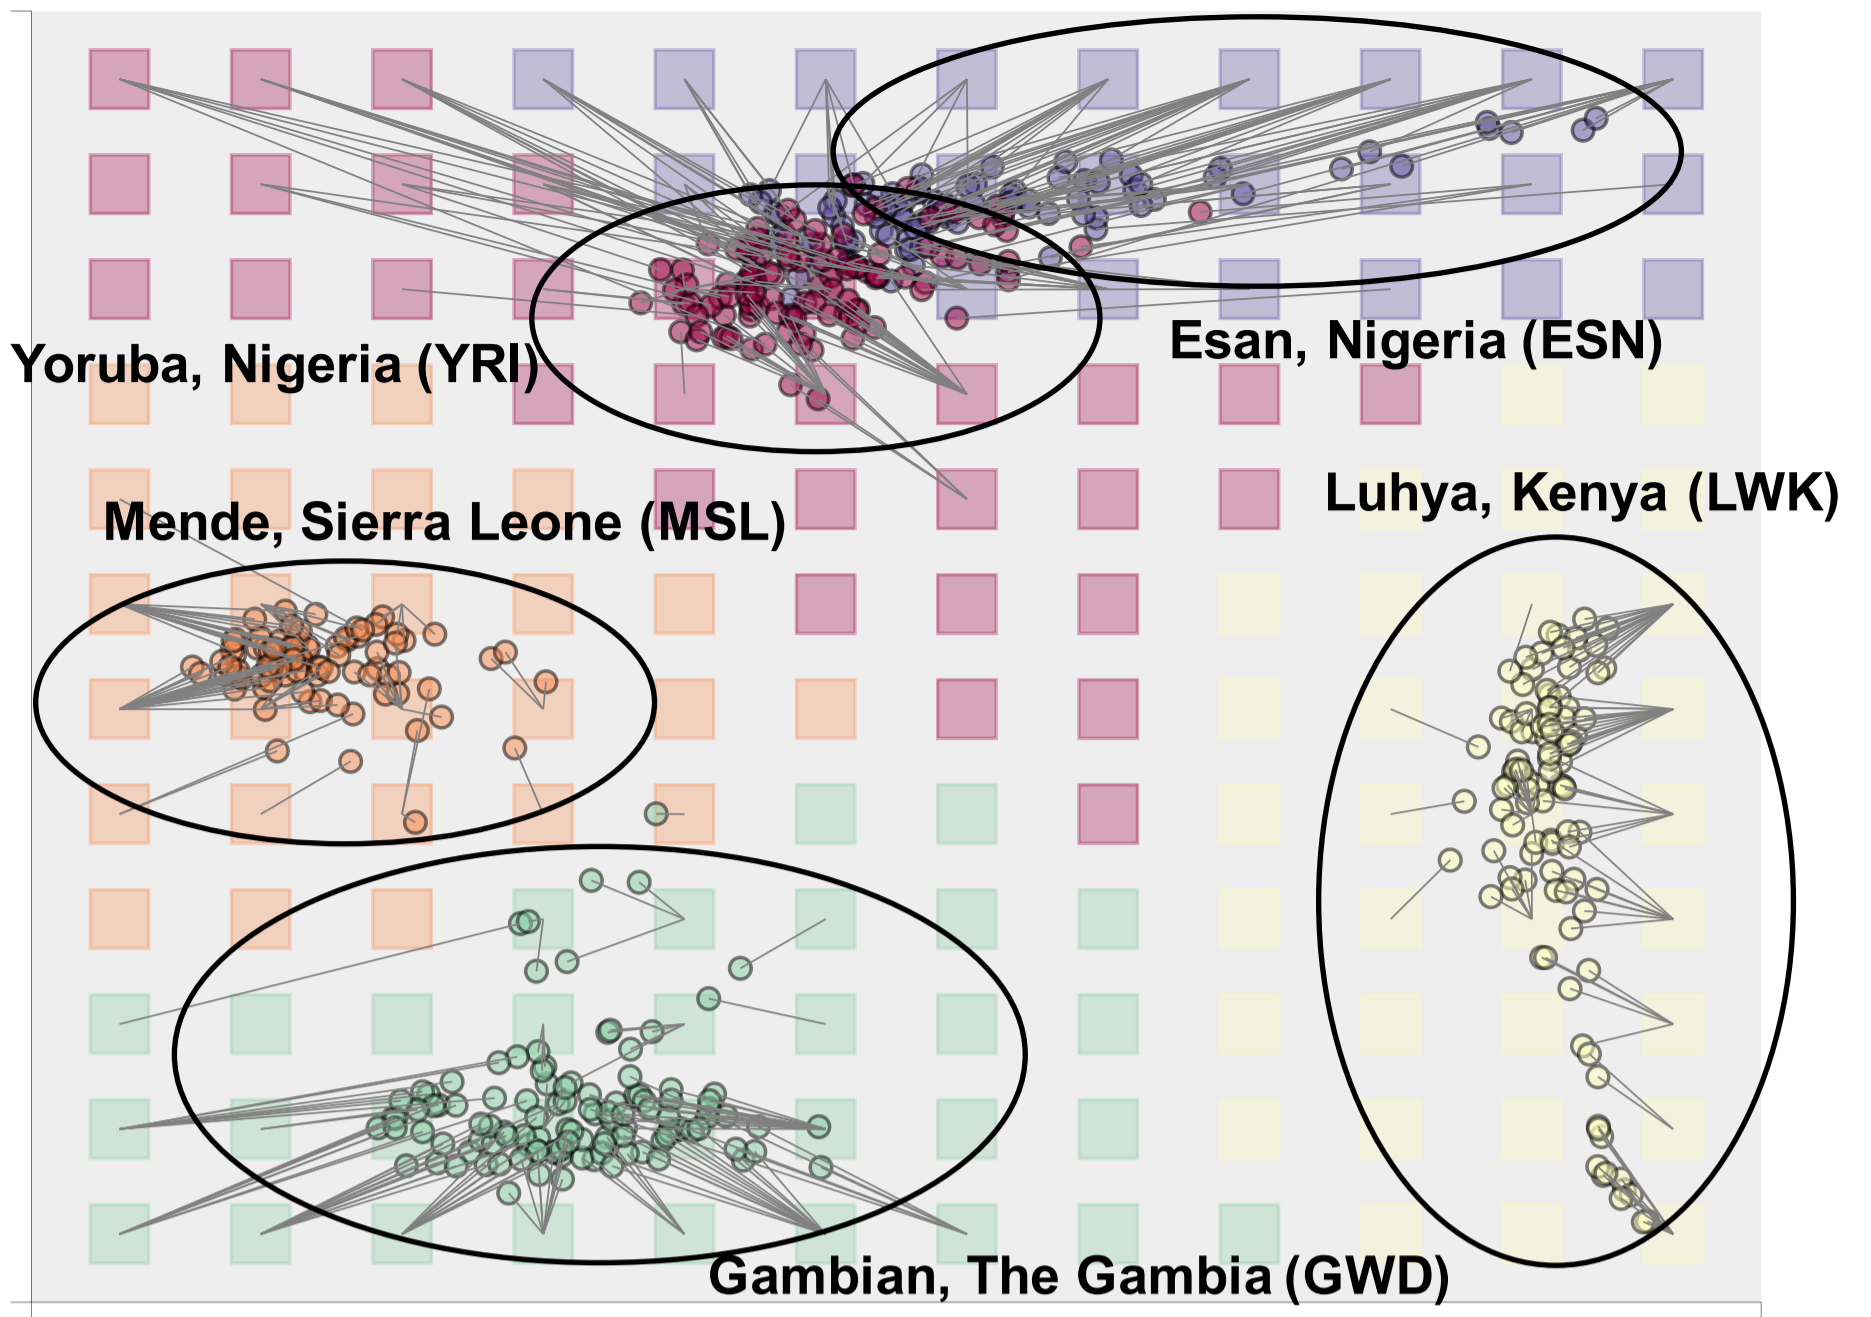 Yoruba, Nigeria (YRI)
Esan, Nigeria (ESN)
Mende, Sierra Leone (MSL)
Luhya, Kenya (LWK)
Gambian, The Gambia (GWD)